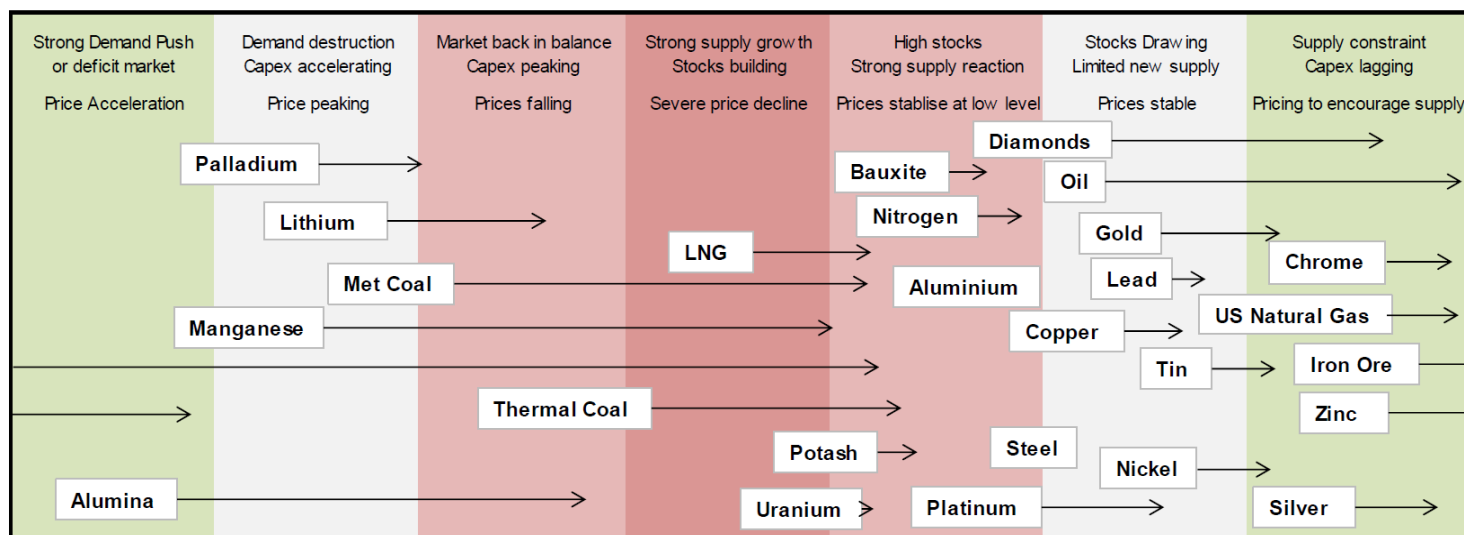 Strong Demand Push
or deficit market
Price Acceleration
Demand destruction
Capex accelerating
Price peaking
Market back in balance
Capex peaking
Prices falling
Strong supply growth
Stocks building
Severe price decline
High stocks
Strong supply reaction
Prices stablise at low level
Stocks Drawing
Limited new supply
Prices stable
Supply constraint
Capex lagging
Pricing to encourage supply
Diamonds
Palladium
Bauxite
Oil
Lithium
Nitrogen
Gold
LNG
Chrome
Met Coal
Aluminium
Lead
Manganese
Copper
US Natural Gas
Tin
Iron Ore
Thermal Coal
Zinc
Potash
Steel
Nickel
Alumina
Uranium
Platinum
Silver